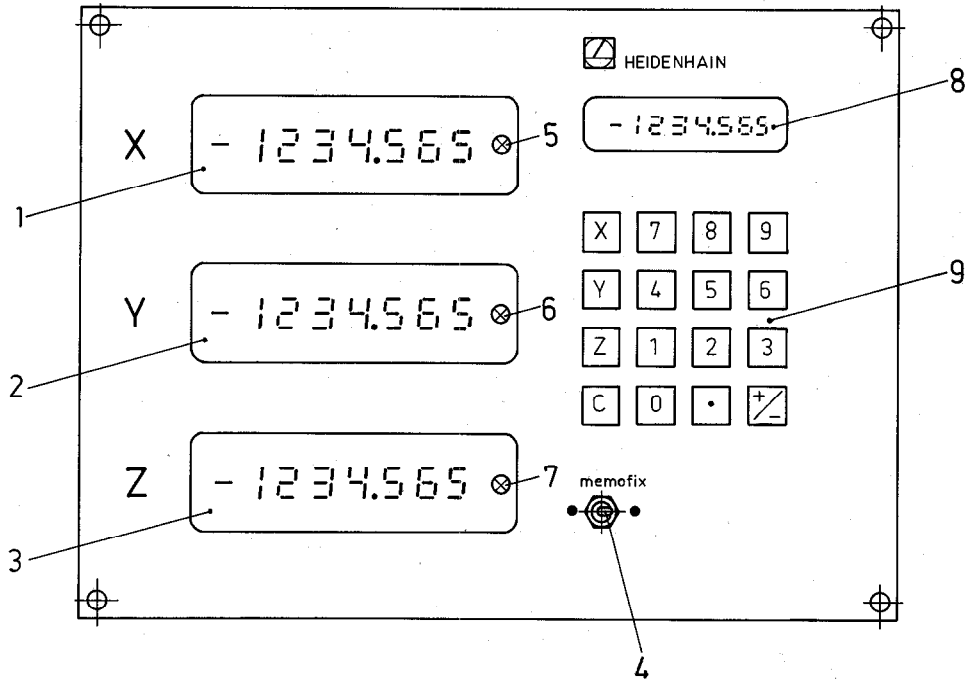 HEIDENHAIN
8
X - 1234.565 5
- 1234.565
1
X 7 8 9
Y - 1234.565 6
Y 4 5 6
9
2
Z 1 2 3
C 0 • +/-
Z - 1234.565 7
memofix
3
4